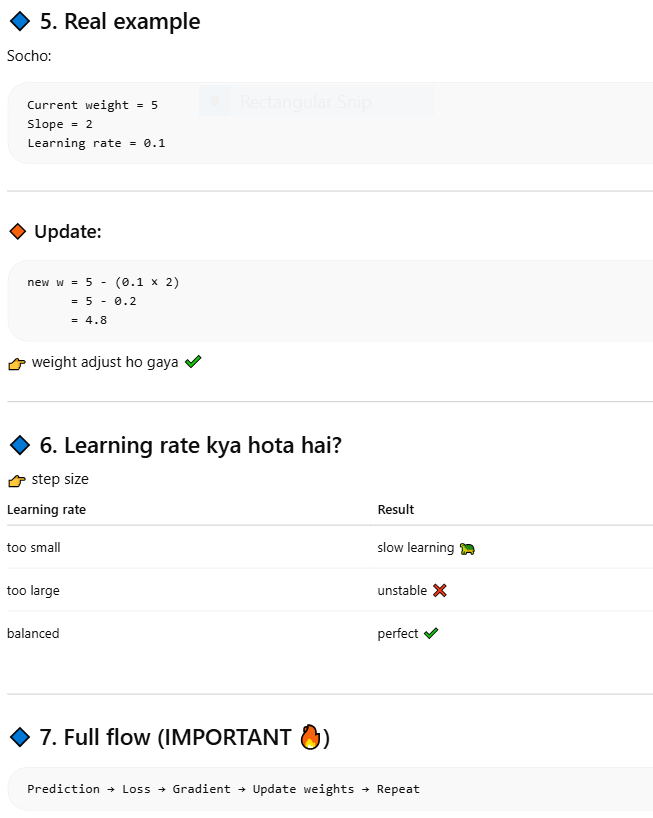 🔷 5. Real example
Socho:
Rectangular Snip
Current weight = 5
Slope = 2
Learning rate = 0.1
🔶 Update:
new w = 5 - (0.1 × 2)
= 5 - 0.2
= 4.8
👉 weight adjust ho gaya ✔
🔷 6. Learning rate kya hota hai?
👉 step size
Learning rate Result
too small slow learning 🐢
too large unstable ❌
balanced perfect ✔
🔷 7. Full flow (IMPORTANT 🔥)
Prediction → Loss → Gradient → Update weights → Repeat